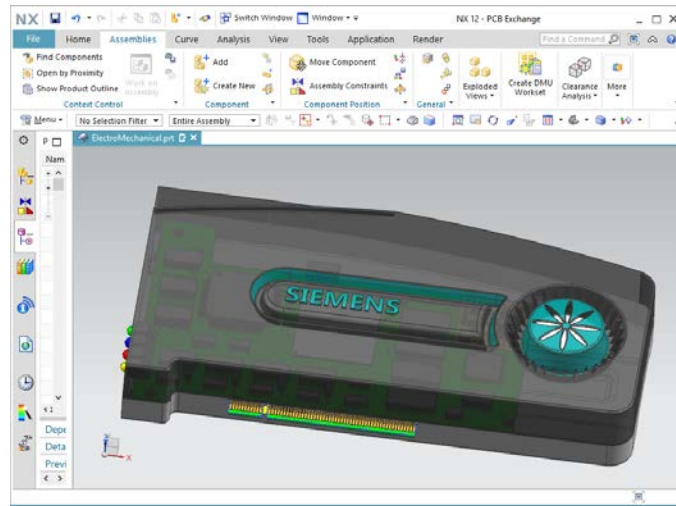 NX Switch Window Window NX 12 - PCB Exchange
File Home Assemblies Curve Analysis View Tools Application Render Find a Command
Find Components
Open by Proximity
Show Product Outline
Work on
Assembly
Context Control
Add
Create New
Component
Move Component
Assembly Constraints
Component Position
General
Exploded
Views
Create DMU
Workset
Clearance
Analysis
More
Menu No Selection Filter Entire Assembly
ElectroMechanical.prt
P
Nam
SIEMENS
X
Depe
Deta
Previ